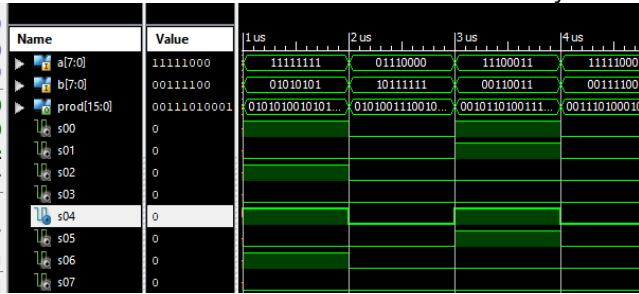 Name Value 1 us 2 us 3 us 4 us
a[7:0] 11111000 11111111 01110000 11100011 11111000
b[7:0] 00111100 01010101 10111111 00110011 00111100
prod[15:0] 00111010001 0101010010101... 0101001110010... 0010110100111... 001110100010
s00 0
s01 0
s02 0
s03 0
s04 0
s05 0
s06 0
s07 0